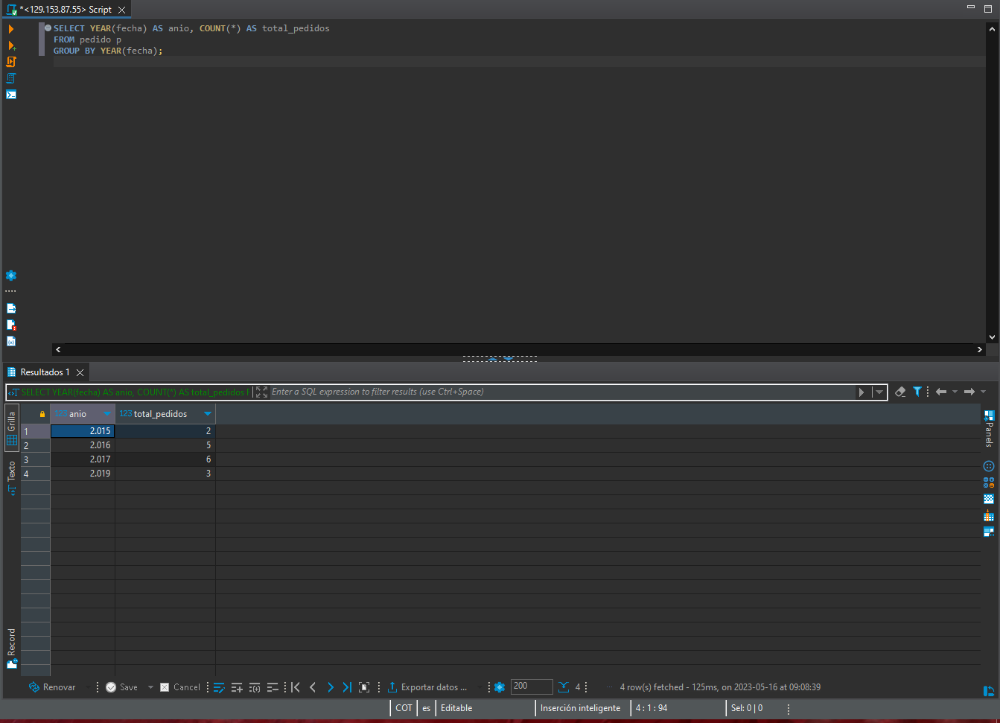 *<129.153.87.55> Script
SELECT YEAR(fecha) AS anio, COUNT(*) AS total_pedidos
FROM pedido p
GROUP BY YEAR(fecha);
Resultados 1
SELECT YEAR(fecha) AS anio, COUNT(*) AS total_pedidos f
Enter a SQL expression to filter results (use Ctrl+Space)
Grilla
Texto
Record
Panels
123 anio 123 total_pedidos
1 2.015 2
2 2.016 5
3 2.017 6
4 2.019 3
Renovar Save Cancel Exportar datos ... 200 4 4 row(s) fetched - 125ms, on 2023-05-16 at 09:08:39
COT es Editable Inserción inteligente 4 : 1 : 94 Sel: 0 | 0